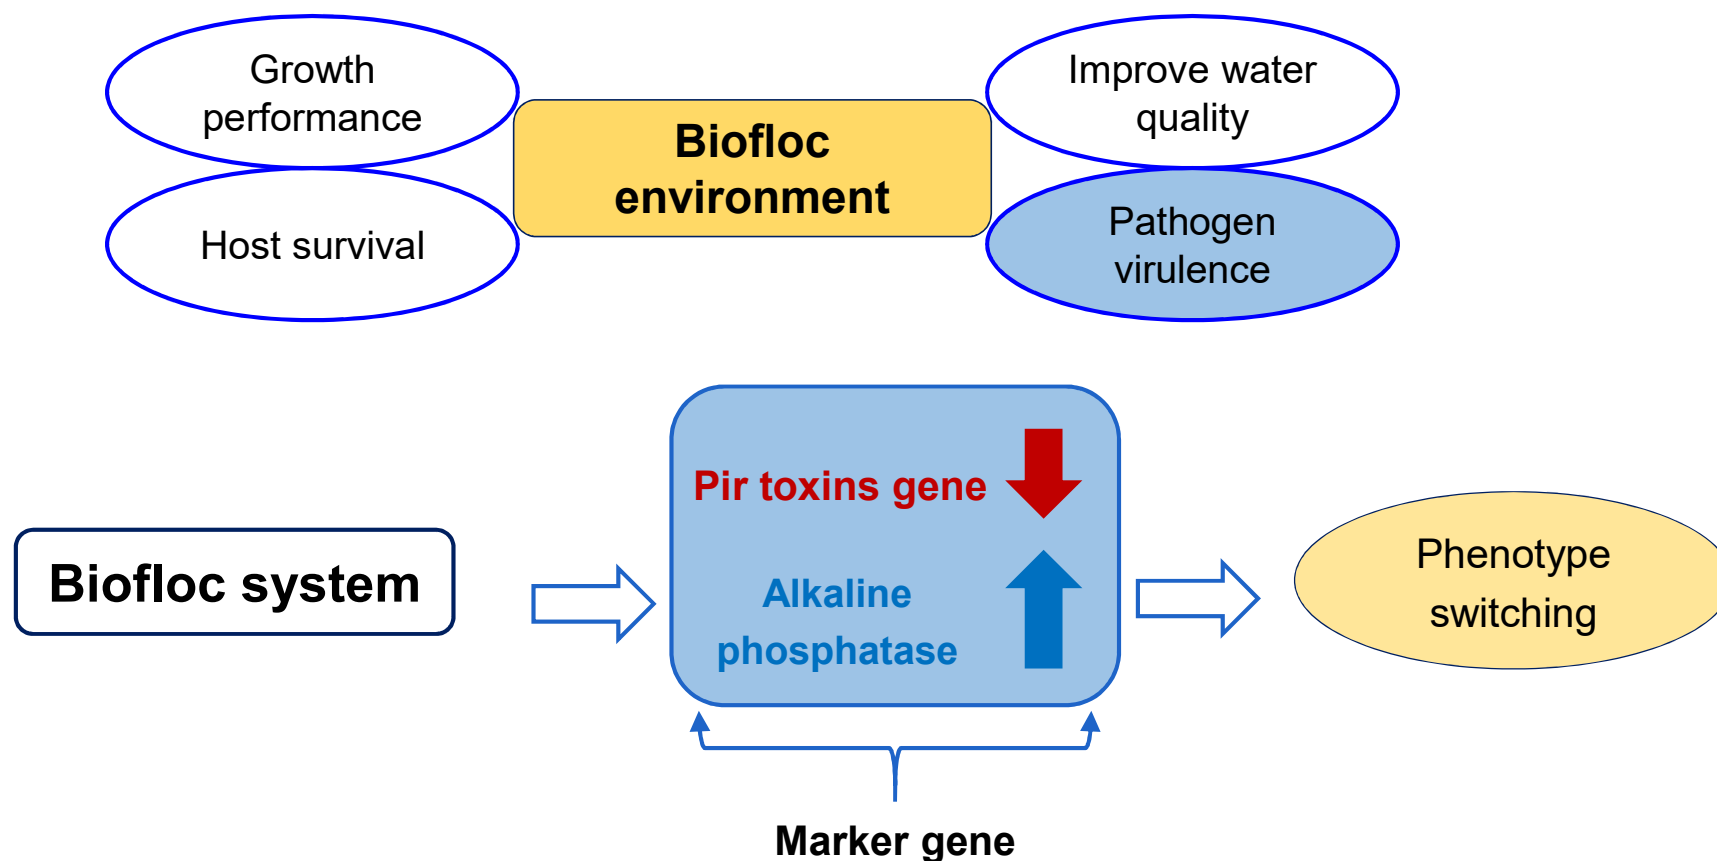 Growth
performance
Host survival
Biofloc
environment
Improve water
quality
Pathogen
virulence
Biofloc system
Pir toxins gene
Alkaline
phosphatase
Phenotype
switching
Marker gene